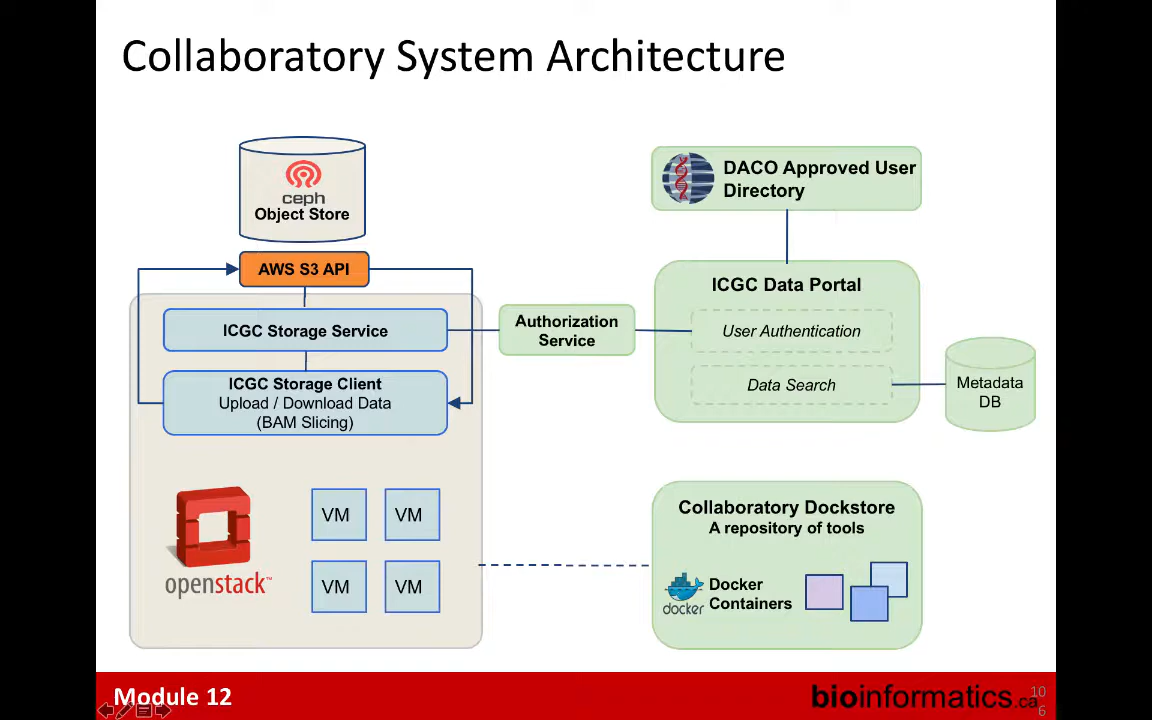 Collaboratory System Architecture
ceph
Object Store
AWS S3 API
ICGC Storage Service
ICGC Storage Client
Upload / Download Data
(BAM Slicing)
openstack™
VM
VM
VM
VM
Authorization
Service
DACO Approved User
Directory
ICGC Data Portal
User Authentication
Data Search
Metadata
DB
Collaboratory Dockstore
A repository of tools
docker
Docker
Containers
Module 12
bioinformatics.ca
10
6